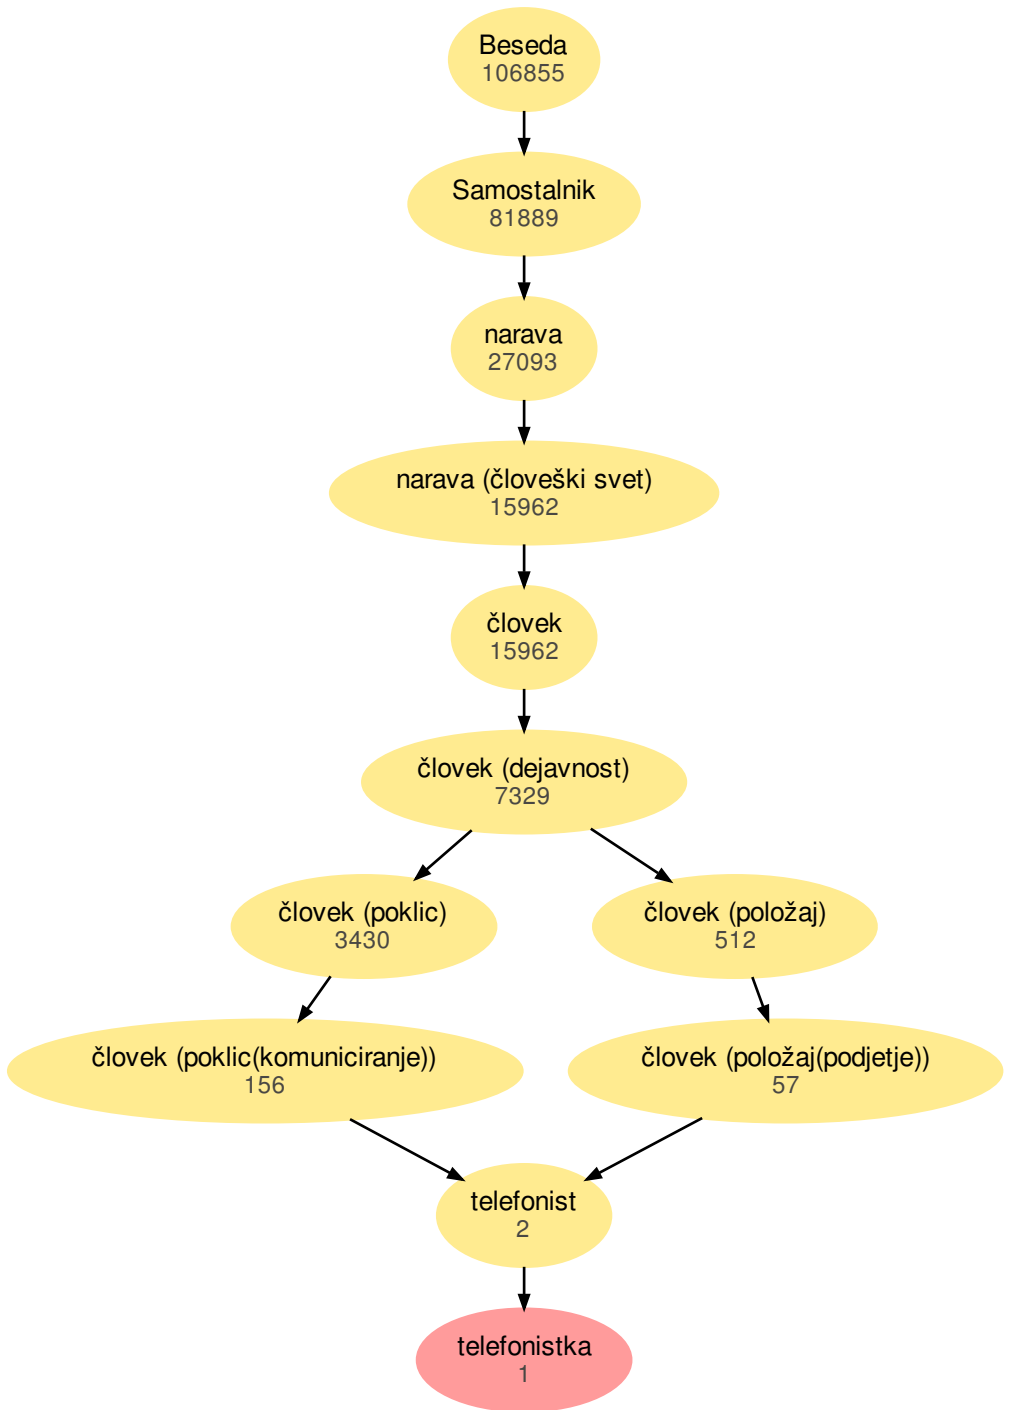 Beseda
106855
Samostalnik
81889
narava
27093
narava (človeški svet)
15962
človek
15962
človek (dejavnost)
7329
človek (poklic)
3430
človek (položaj)
512
človek (poklic(komuniciranje))
156
človek (položaj(podjetje))
57
telefonist
2
telefonistka
1